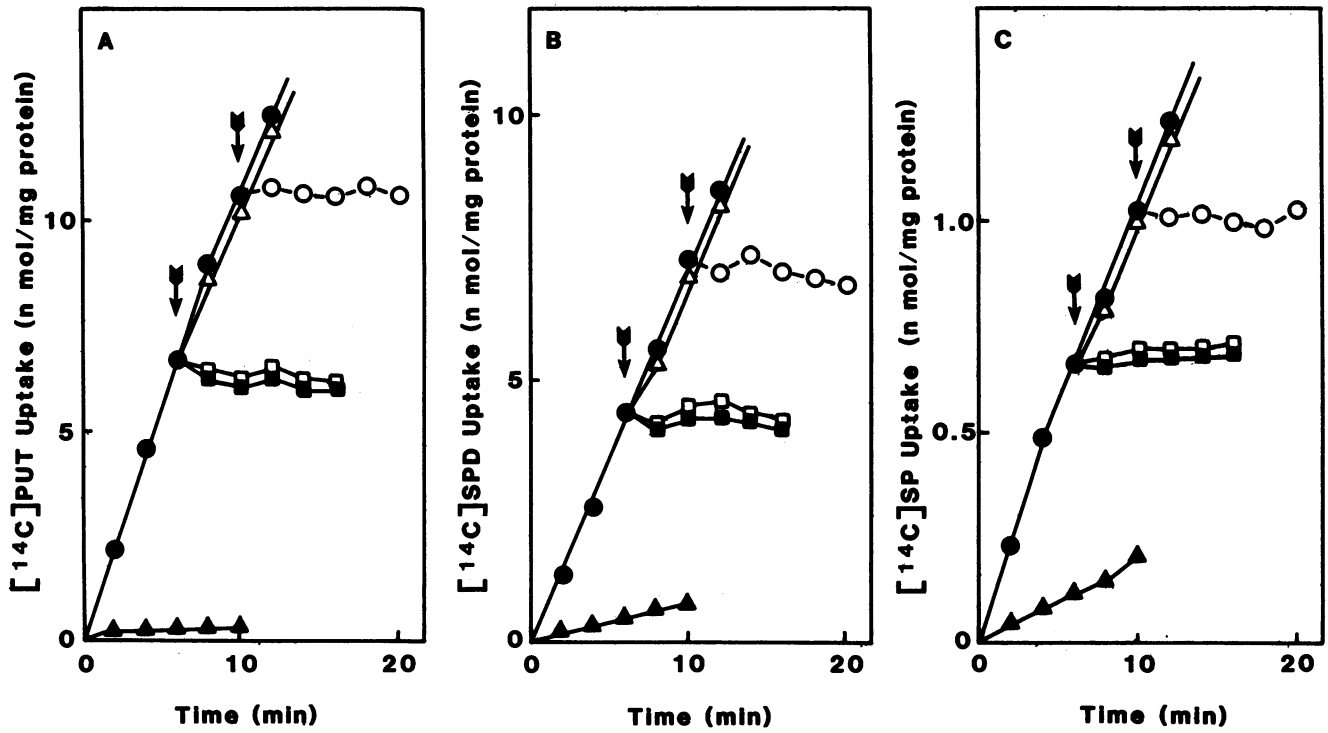 A
[¹⁴C]PUT Uptake (n mol/mg protein)
10
5
0
0 10 20
Time (min)
B
[¹⁴C]SPD Uptake (n mol/mg protein)
10
5
0
0 10 20
Time (min)
C
[¹⁴C]SP Uptake (n mol/mg protein)
1.0
0.5
0
0 10 20
Time (min)